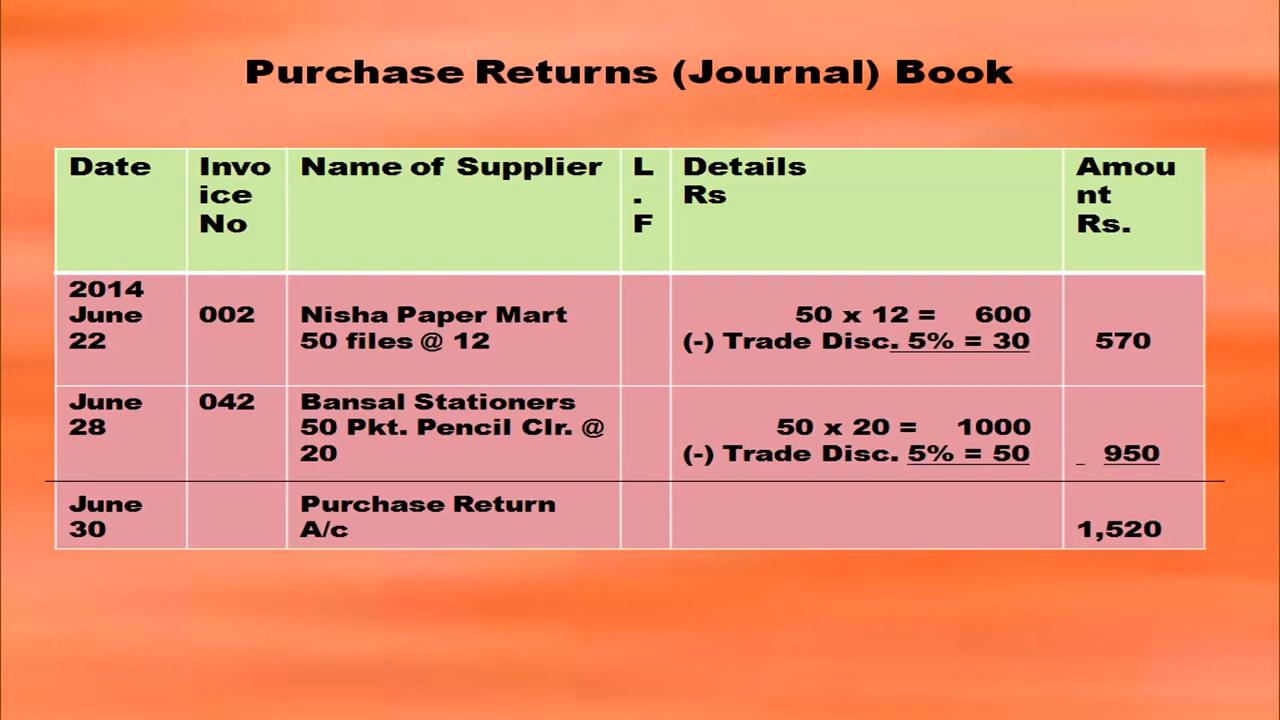 Purchase Returns (Journal) Book
Date
Invo
ice
No
Name of Supplier
L
.
F
Details
Rs
Amou
nt
Rs.
2014
June
22
002
Nisha Paper Mart
50 files @ 12
50 x 12 = 600
(-) Trade Disc. 5% = 30
570
June
28
042
Bansal Stationers
50 Pkt. Pencil Clr. @
20
50 x 20 = 1000
(-) Trade Disc. 5% = 50
950
June
30
Purchase Return
A/c
1,520